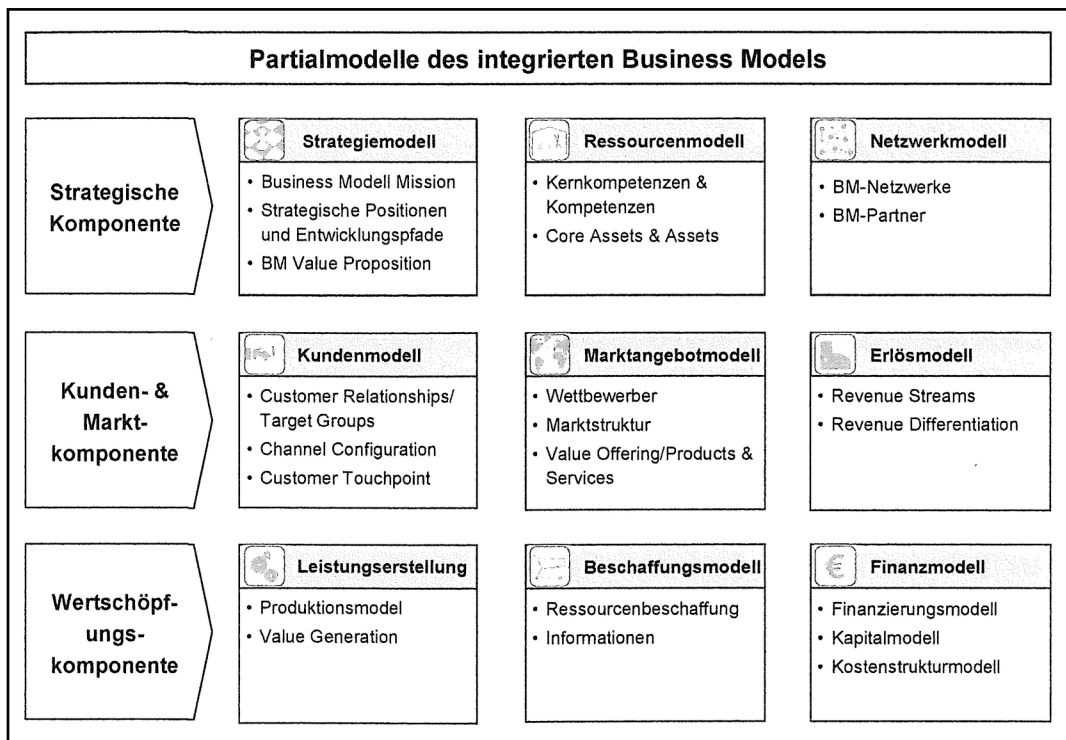 Partialmodelle des integrierten Business Models
Strategische
Komponente
Strategiemodell
• Business Modell Mission
• Strategische Positionen
und Entwicklungspfade
• BM Value Proposition
Ressourcenmodell
• Kernkompetenzen &
Kompetenzen
• Core Assets & Assets
Netzwerkmodell
• BM-Netzwerke
• BM-Partner
Kunden- &
Markt-
komponente
Kundenmodell
• Customer Relationships/
Target Groups
• Channel Configuration
• Customer Touchpoint
Marktangebotmodell
• Wettbewerber
• Marktstruktur
• Value Offering/Products &
Services
Erlösmodell
• Revenue Streams
• Revenue Differentiation
Wertschöpf-
ungs-
komponente
Leistungserstellung
• Produktionsmodel
• Value Generation
Beschaffungsmodell
• Ressourcenbeschaffung
• Informationen
€
Finanzmodell
• Finanzierungsmodell
• Kapitalmodell
• Kostenstrukturmodell